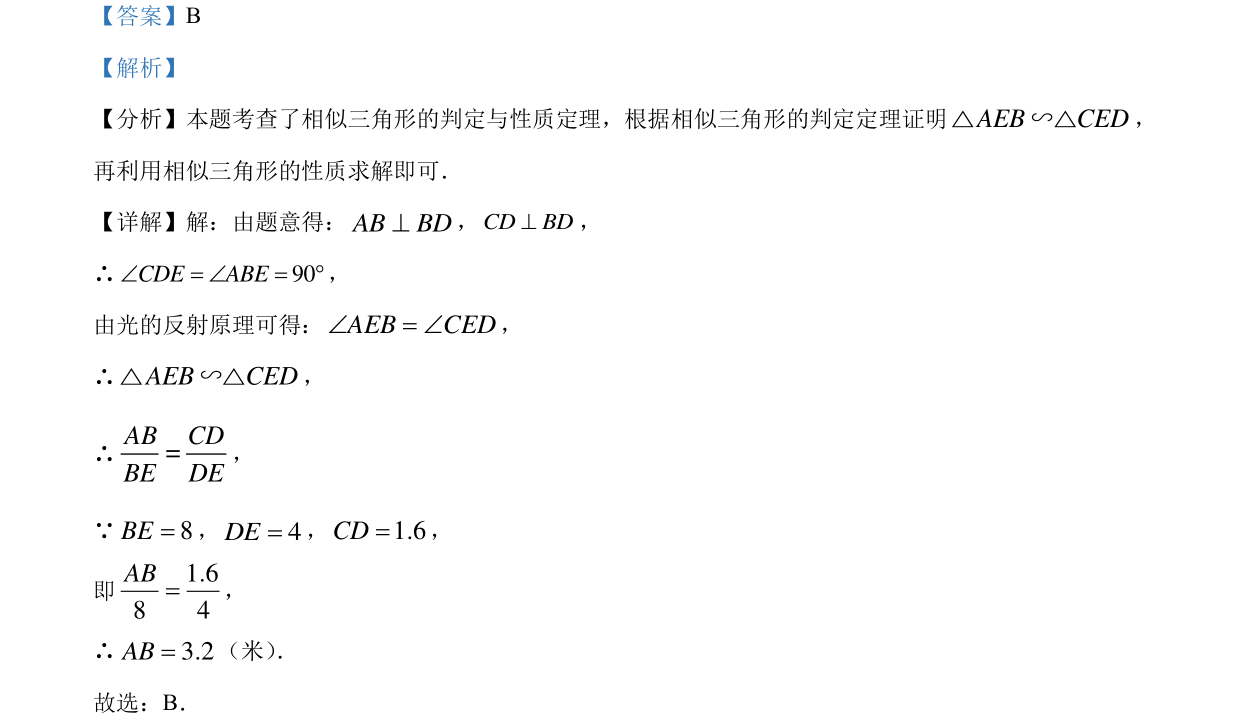 【答案】B
【解析】
【分析】本题考查了相似三角形的判定与性质定理，根据相似三角形的判定定理证明△AEB∽△CED，
再利用相似三角形的性质求解即可．
【详解】解：由题意得：AB⊥BD，CD⊥BD，
∴∠CDE=∠ABE=90°，
由光的反射原理可得：∠AEB=∠CED，
∴△AEB∽△CED，
∴AB/BE=CD/DE，
∵BE=8，DE=4，CD=1.6，
即AB/8=1.6/4，
∴AB=3.2（米）．
故选：B．